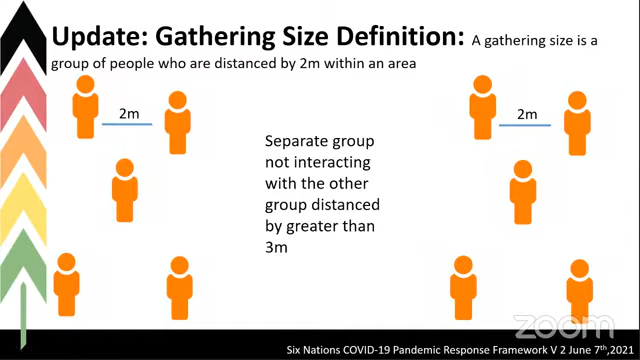 Update: Gathering Size Definition: A gathering size is a
group of people who are distanced by 2m within an area
2m
2m
Separate group
not interacting
with the other
group distanced
by greater than
3m
zoom
Six Nations COVID-19 Pandemic Response Framework V 2 June 7th,2021